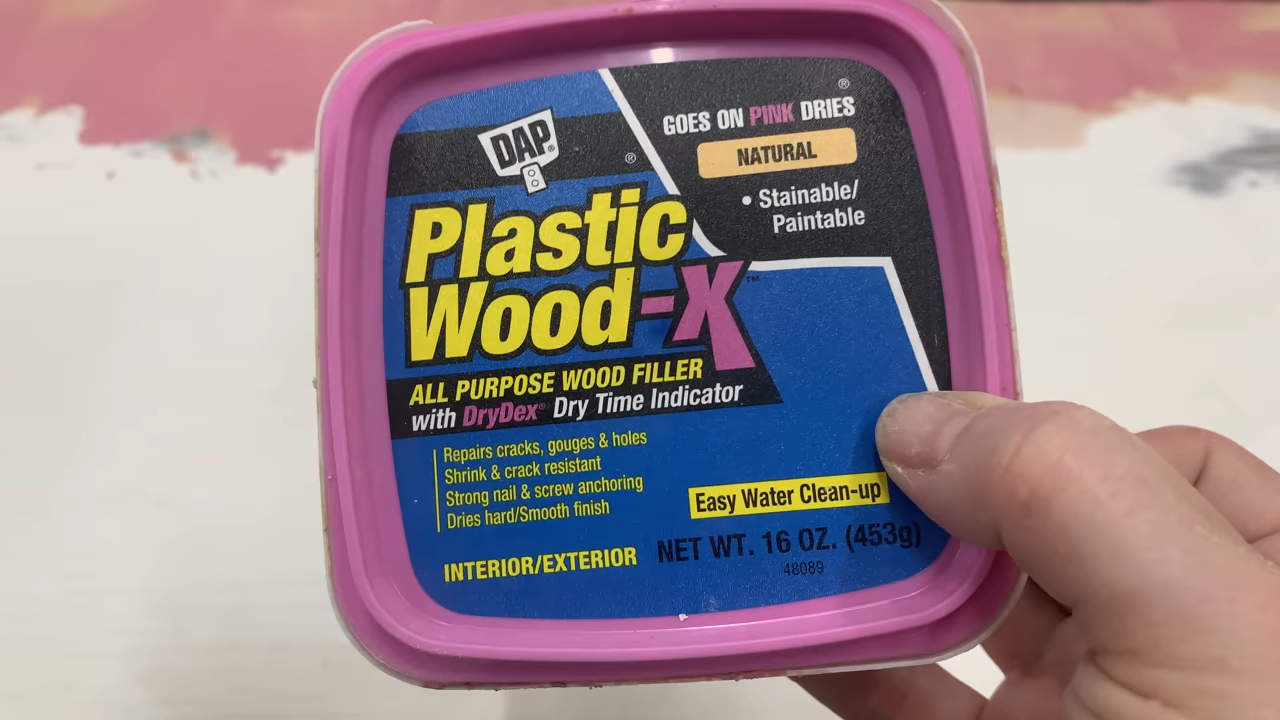 DAP®
®
Plastic
Wood-X™
ALL PURPOSE WOOD FILLER
with DryDex® Dry Time Indicator
Repairs cracks, gouges & holes
Shrink & crack resistant
Strong nail & screw anchoring
Dries hard/Smooth finish
INTERIOR/EXTERIOR
®
GOES ON PINK DRIES
NATURAL
• Stainable/
Paintable
Easy Water Clean-up
NET WT. 16 OZ. (453g)
48089